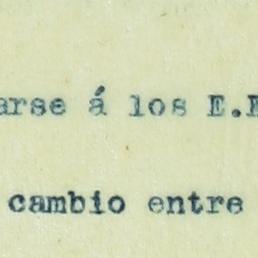 arse á los E.E
cambio entre